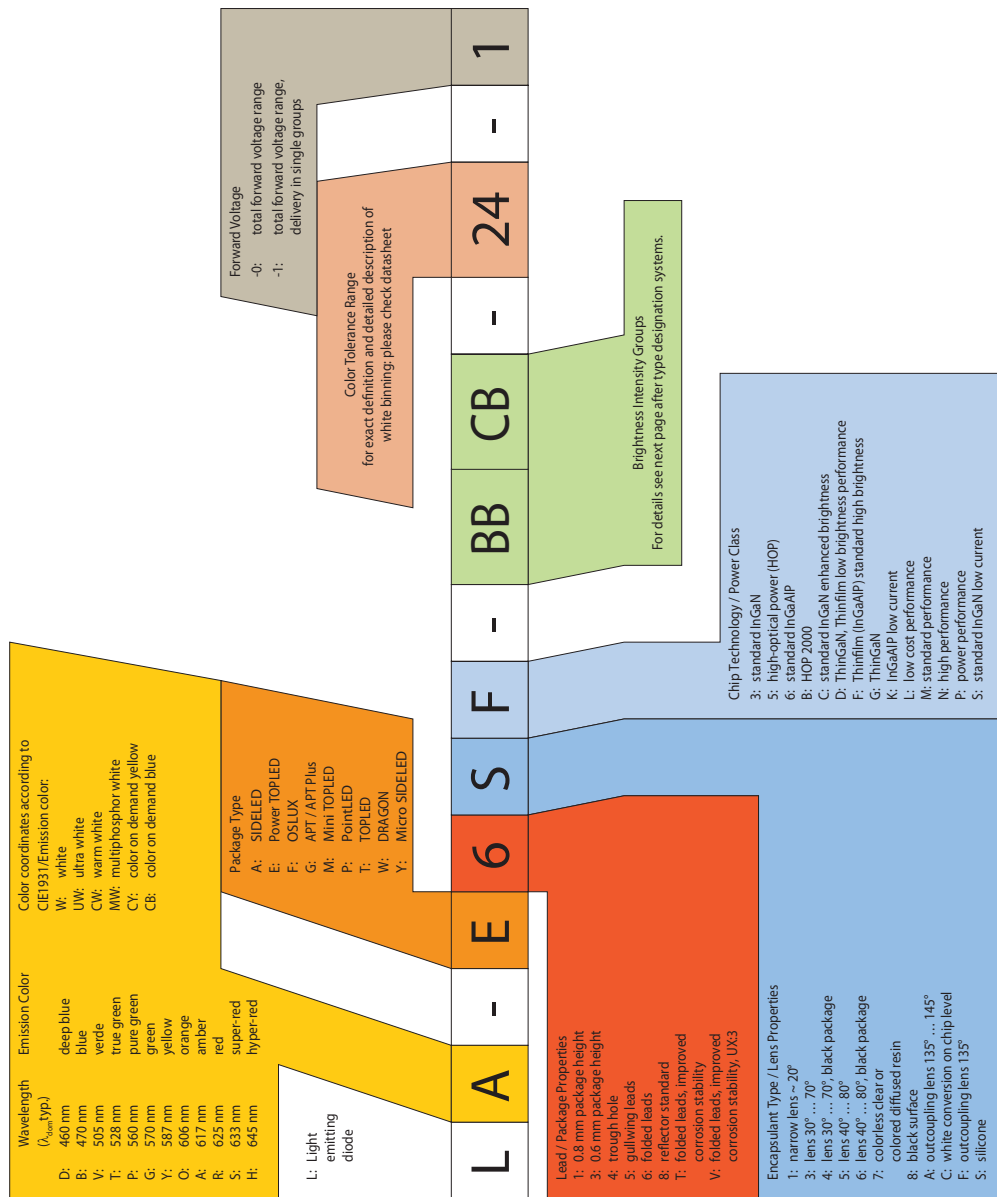 Wavelength
(λdom typ.)
Emission Color
D: 460 nm deep blue
B: 470 nm blue
V: 505 nm verde
T: 528 nm true green
P: 560 nm pure green
G: 570 nm green
Y: 587 nm yellow
O: 606 nm orange
A: 617 nm amber
R: 625 nm red
S: 633 nm super-red
H: 645 nm hyper-red
Color coordinates according to
CIE1931/Emission color:
W: white
UW: ultra white
CW: warm white
MW: multiphosphor white
CY: color on demand yellow
CB: color on demand blue
L: Light
emitting
diode
Package Type
A: SIDELED
E: Power TOPLED
F: OSLUX
G: APT / APT Plus
M: Mini TOPLED
P: PointLED
T: TOPLED
W: DRAGON
Y: Micro SIDELED
Forward Voltage
-0: total forward voltage range
-1: total forward voltage range,
delivery in single groups
Color Tolerance Range
for exact definition and detailed description of
white binning: please check datasheet
L A - E 6 S F - BB CB - 24 - 1
Lead / Package Properties
1: 0.8 mm package height
3: 0.6 mm package height
4: trough hole
5: gullwing leads
6: folded leads
8: reflector standard
T: folded leads, improved
corrosion stability
V: folded leads, improved
corrosion stability, UX:3
Encapsulant Type / Lens Properties
1: narrow lens ~ 20°
3: lens 30° ... 70°
4: lens 30° ... 70°, black package
5: lens 40° ... 80°
6: lens 40° ... 80°, black package
7: colorless clear or
colored diffused resin
8: black surface
A: outcoupling lens 135° ... 145°
C: white conversion on chip level
F: outcoupling lens 135°
S: silicone
Chip Technology / Power Class
3: standard InGaN
5: high-optical power (HOP)
6: standard InGaAlP
B: HOP 2000
C: standard InGaN enhanced brightness
D: ThinGaN, Thinfilm low brightness performance
F: Thinfilm (InGaAlP) standard high brightness
G: ThinGaN
K: InGaAlP low current
L: low cost performance
M: standard performance
N: high performance
P: power performance
S: standard InGaN low current
Brightness Intensity Groups
For details see next page after type designation systems.